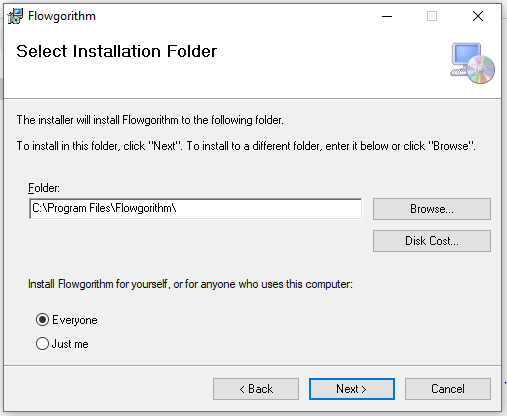 Flowgorithm
Select Installation Folder
The installer will install Flowgorithm to the following folder.
To install in this folder, click "Next". To install to a different folder, enter it below or click "Browse".
Folder:
C:\Program Files\Flowgorithm\
Browse...
Disk Cost...
Install Flowgorithm for yourself, or for anyone who uses this computer:
Everyone
Just me
< Back
Next >
Cancel